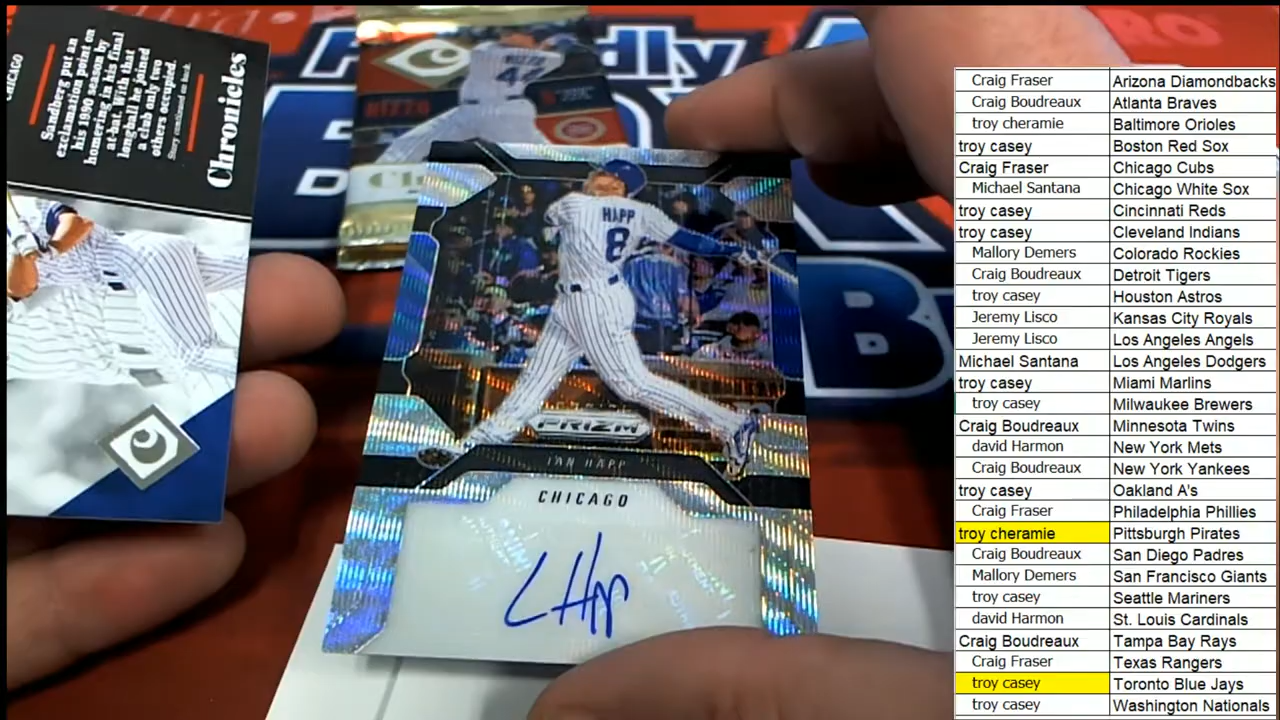 CHICAGO
Sandberg put an
exclamation point on
his 1990 season by
homering in his final
at-bat. With that
long ball he joined
a club only two
others occupied.
Story continued on back.
Chronicles
RIZZO
44
HAPP
8
PRIZM
IAN HAPP
CHICAGO
Craig Fraser Arizona Diamondbacks
Craig Boudreaux Atlanta Braves
troy cheramie Baltimore Orioles
troy casey Boston Red Sox
Craig Fraser Chicago Cubs
Michael Santana Chicago White Sox
troy casey Cincinnati Reds
troy casey Cleveland Indians
Mallory Demers Colorado Rockies
Craig Boudreaux Detroit Tigers
troy casey Houston Astros
Jeremy Lisco Kansas City Royals
Jeremy Lisco Los Angeles Angels
Michael Santana Los Angeles Dodgers
troy casey Miami Marlins
troy casey Milwaukee Brewers
Craig Boudreaux Minnesota Twins
david Harmon New York Mets
Craig Boudreaux New York Yankees
troy casey Oakland A's
Craig Fraser Philadelphia Phillies
troy cheramie Pittsburgh Pirates
Craig Boudreaux San Diego Padres
Mallory Demers San Francisco Giants
troy casey Seattle Mariners
david Harmon St. Louis Cardinals
Craig Boudreaux Tampa Bay Rays
Craig Fraser Texas Rangers
troy casey Toronto Blue Jays
troy casey Washington Nationals